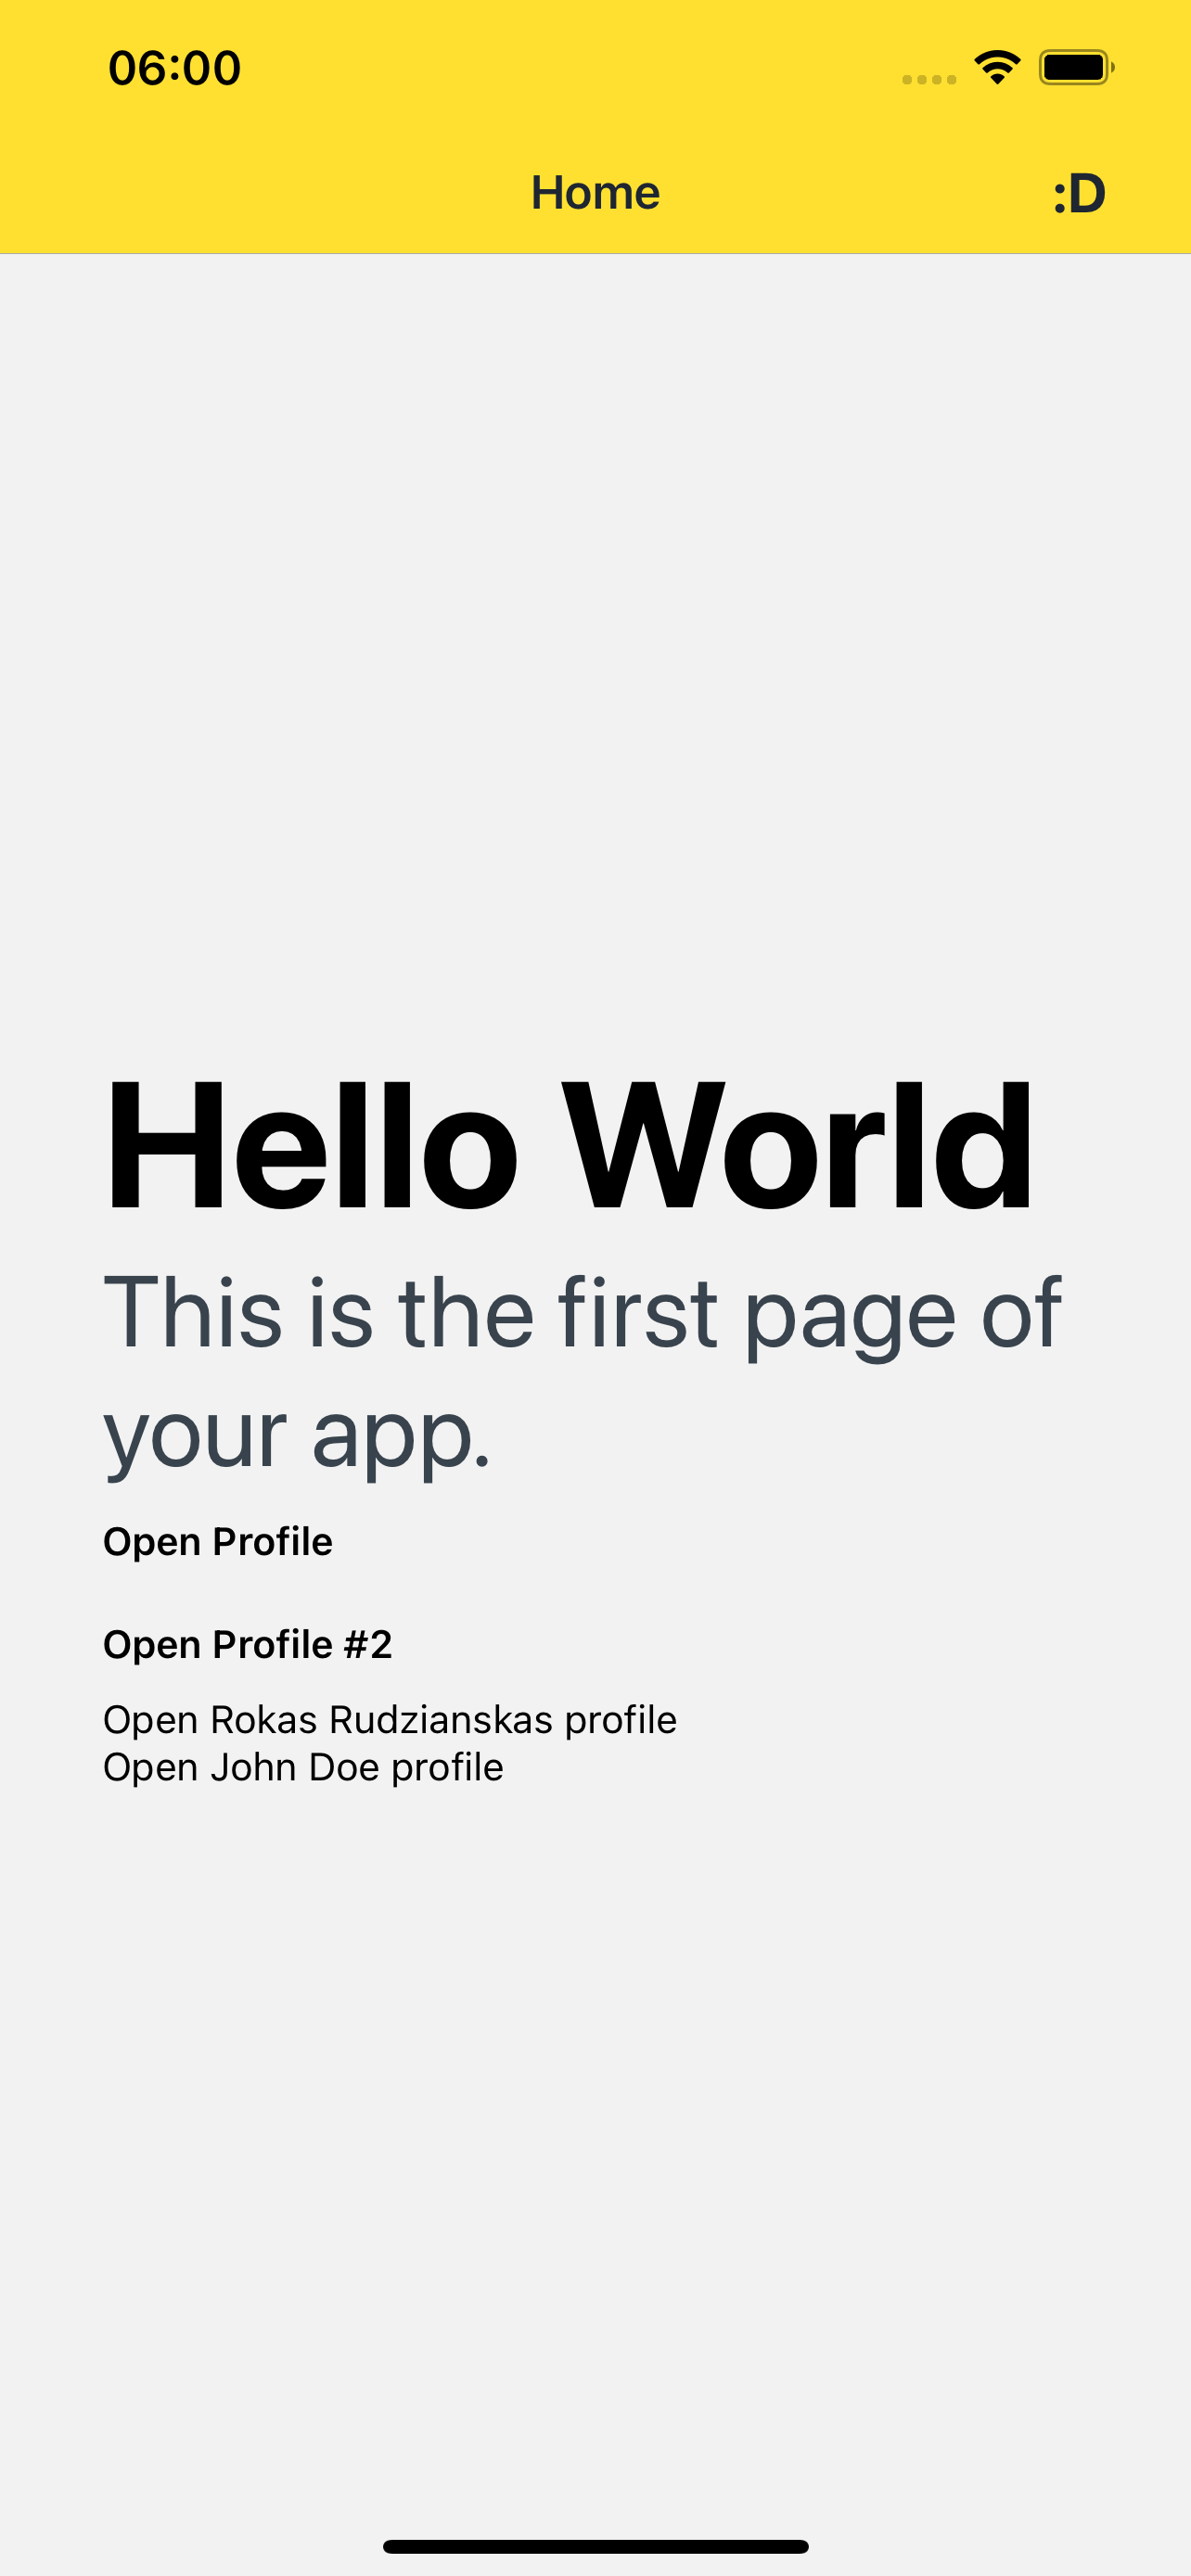 06:00
Home
:D
Hello World
This is the first page of
your app.
Open Profile
Open Profile #2
Open Rokas Rudzianskas profile
Open John Doe profile